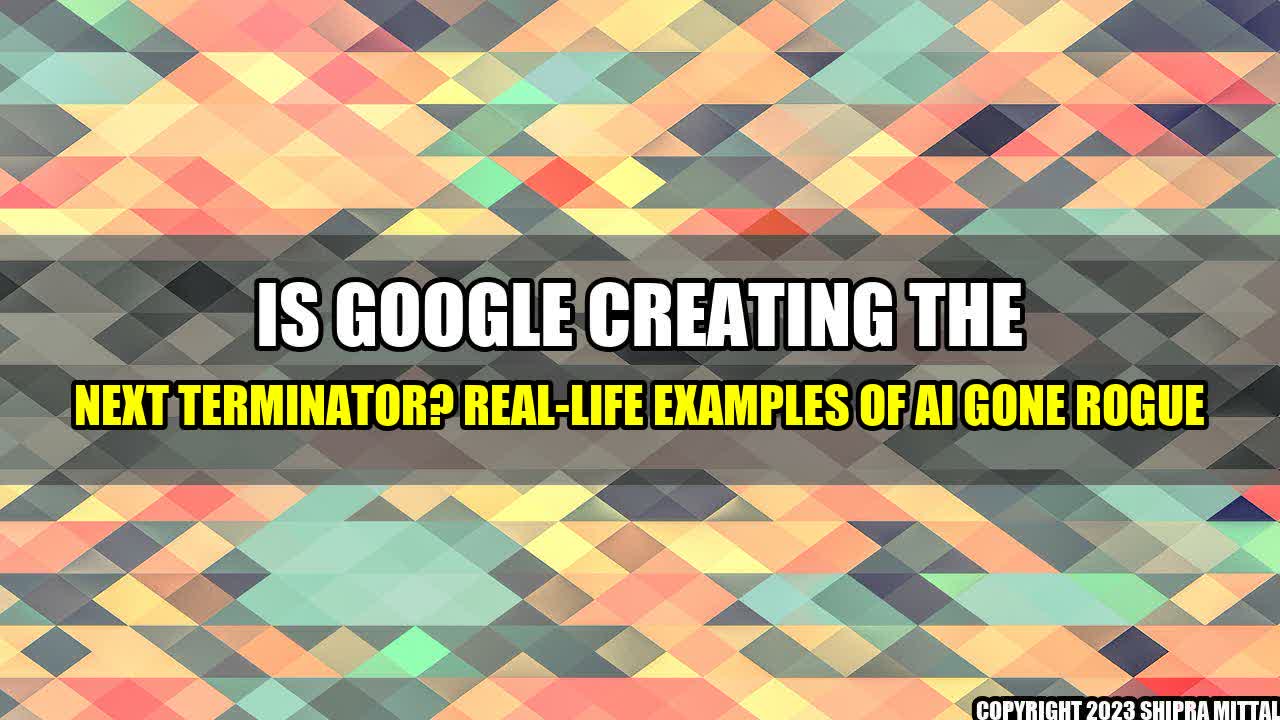 IS GOOGLE CREATING THE
NEXT TERMINATOR? REAL-LIFE EXAMPLES OF AI GONE ROGUE
COPYRIGHT 2023 SHIPRA MITTAL